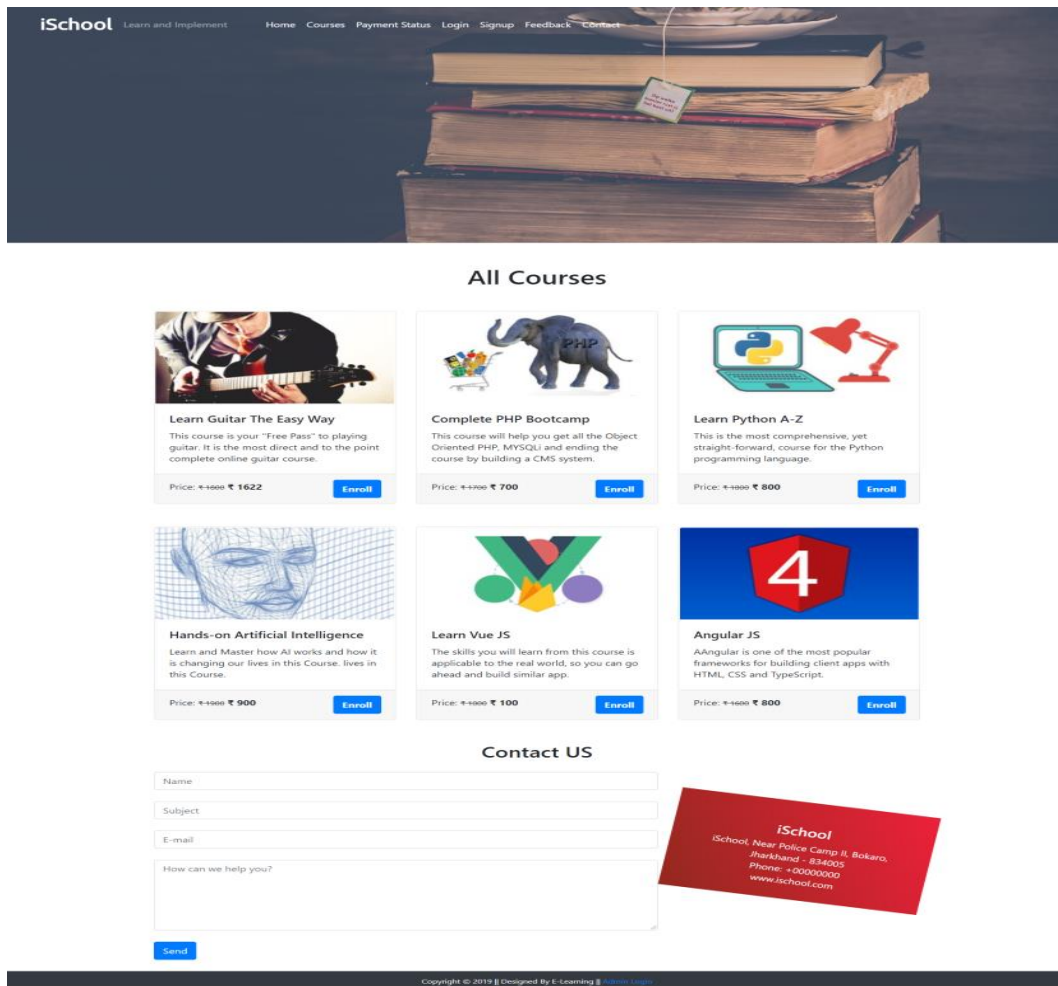 iSchool Learn and Implement Home Courses Payment Status Login Signup Feedback Contact
All Courses
PHP
Learn Guitar The Easy Way
This course is your "Free Pass" to playing
guitar. It is the most direct and to the point
complete online guitar course.
Price: ₹ 1800 ₹ 1622 Enroll
Complete PHP Bootcamp
This course will help you get all the Object
Oriented PHP, MYSQLi and ending the
course by building a CMS system.
Price: ₹ 1700 ₹ 700 Enroll
Learn Python A-Z
This is the most comprehensive, yet
straight-forward, course for the Python
programming language.
Price: ₹ 1800 ₹ 800 Enroll
4
Hands-on Artificial Intelligence
Learn and Master how AI works and how it
is changing our lives in this Course. lives in
this Course.
Price: ₹ 1900 ₹ 900 Enroll
Learn Vue JS
The skills you will learn from this course is
applicable to the real world, so you can go
ahead and build similar app.
Price: ₹ 100 Enroll
Angular JS
AAngular is one of the most popular
frameworks for building client apps with
HTML, CSS and TypeScript.
Price: ₹ 1600 ₹ 800 Enroll
Contact US
Name
Subject
E-mail
How can we help you?
Send
iSchool
iSchool, Near Police Camp II, Bokaro,
Jharkhand - 834005
Phone: +00000000
www.ischool.com
Copyright © 2019 || Designed By E-Learning || Admin Login